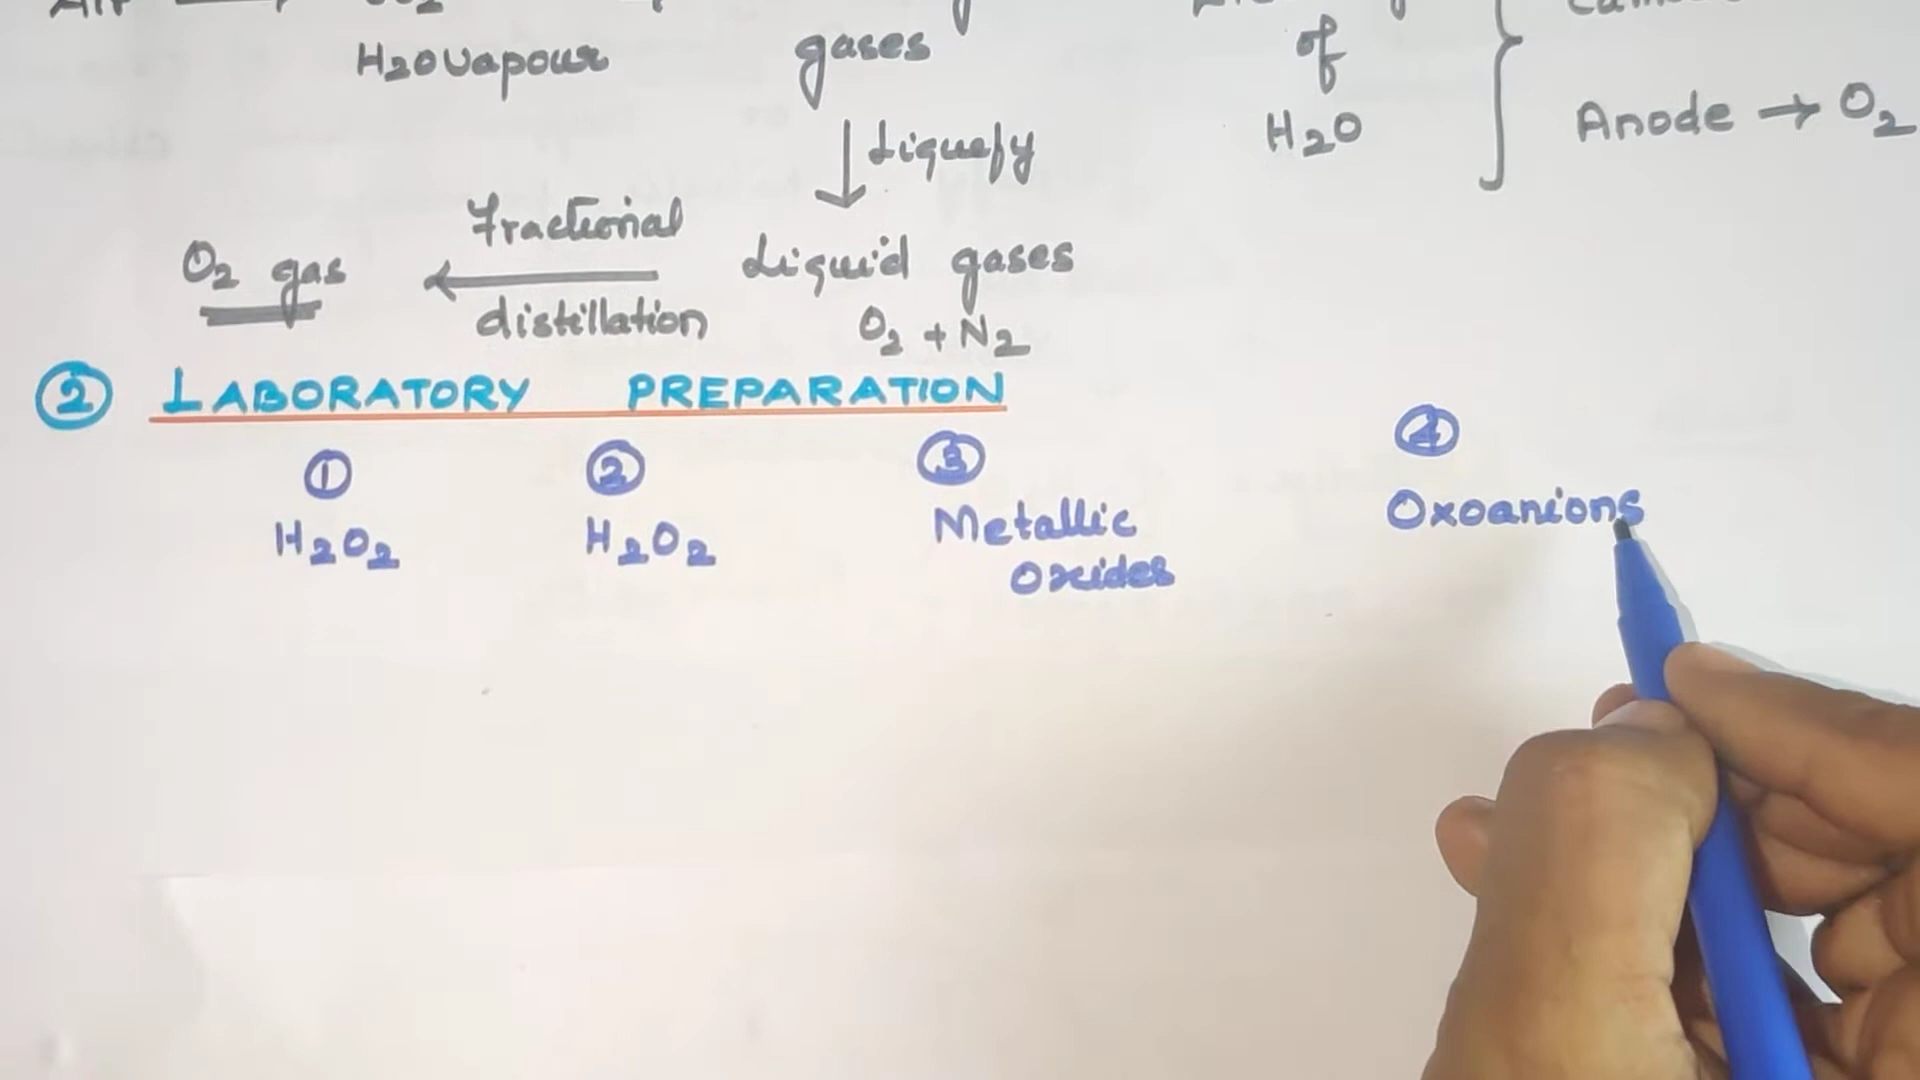 Air
H2O vapour
gases
of
H2O
Anode → O2
↓ Liquefy
O2 gas
Fractional
←
distillation
Liquid gases
O2 + N2
② LABORATORY PREPARATION
①
H2O2
②
H2O2
③
Metallic
Oxides
④
Oxoanions